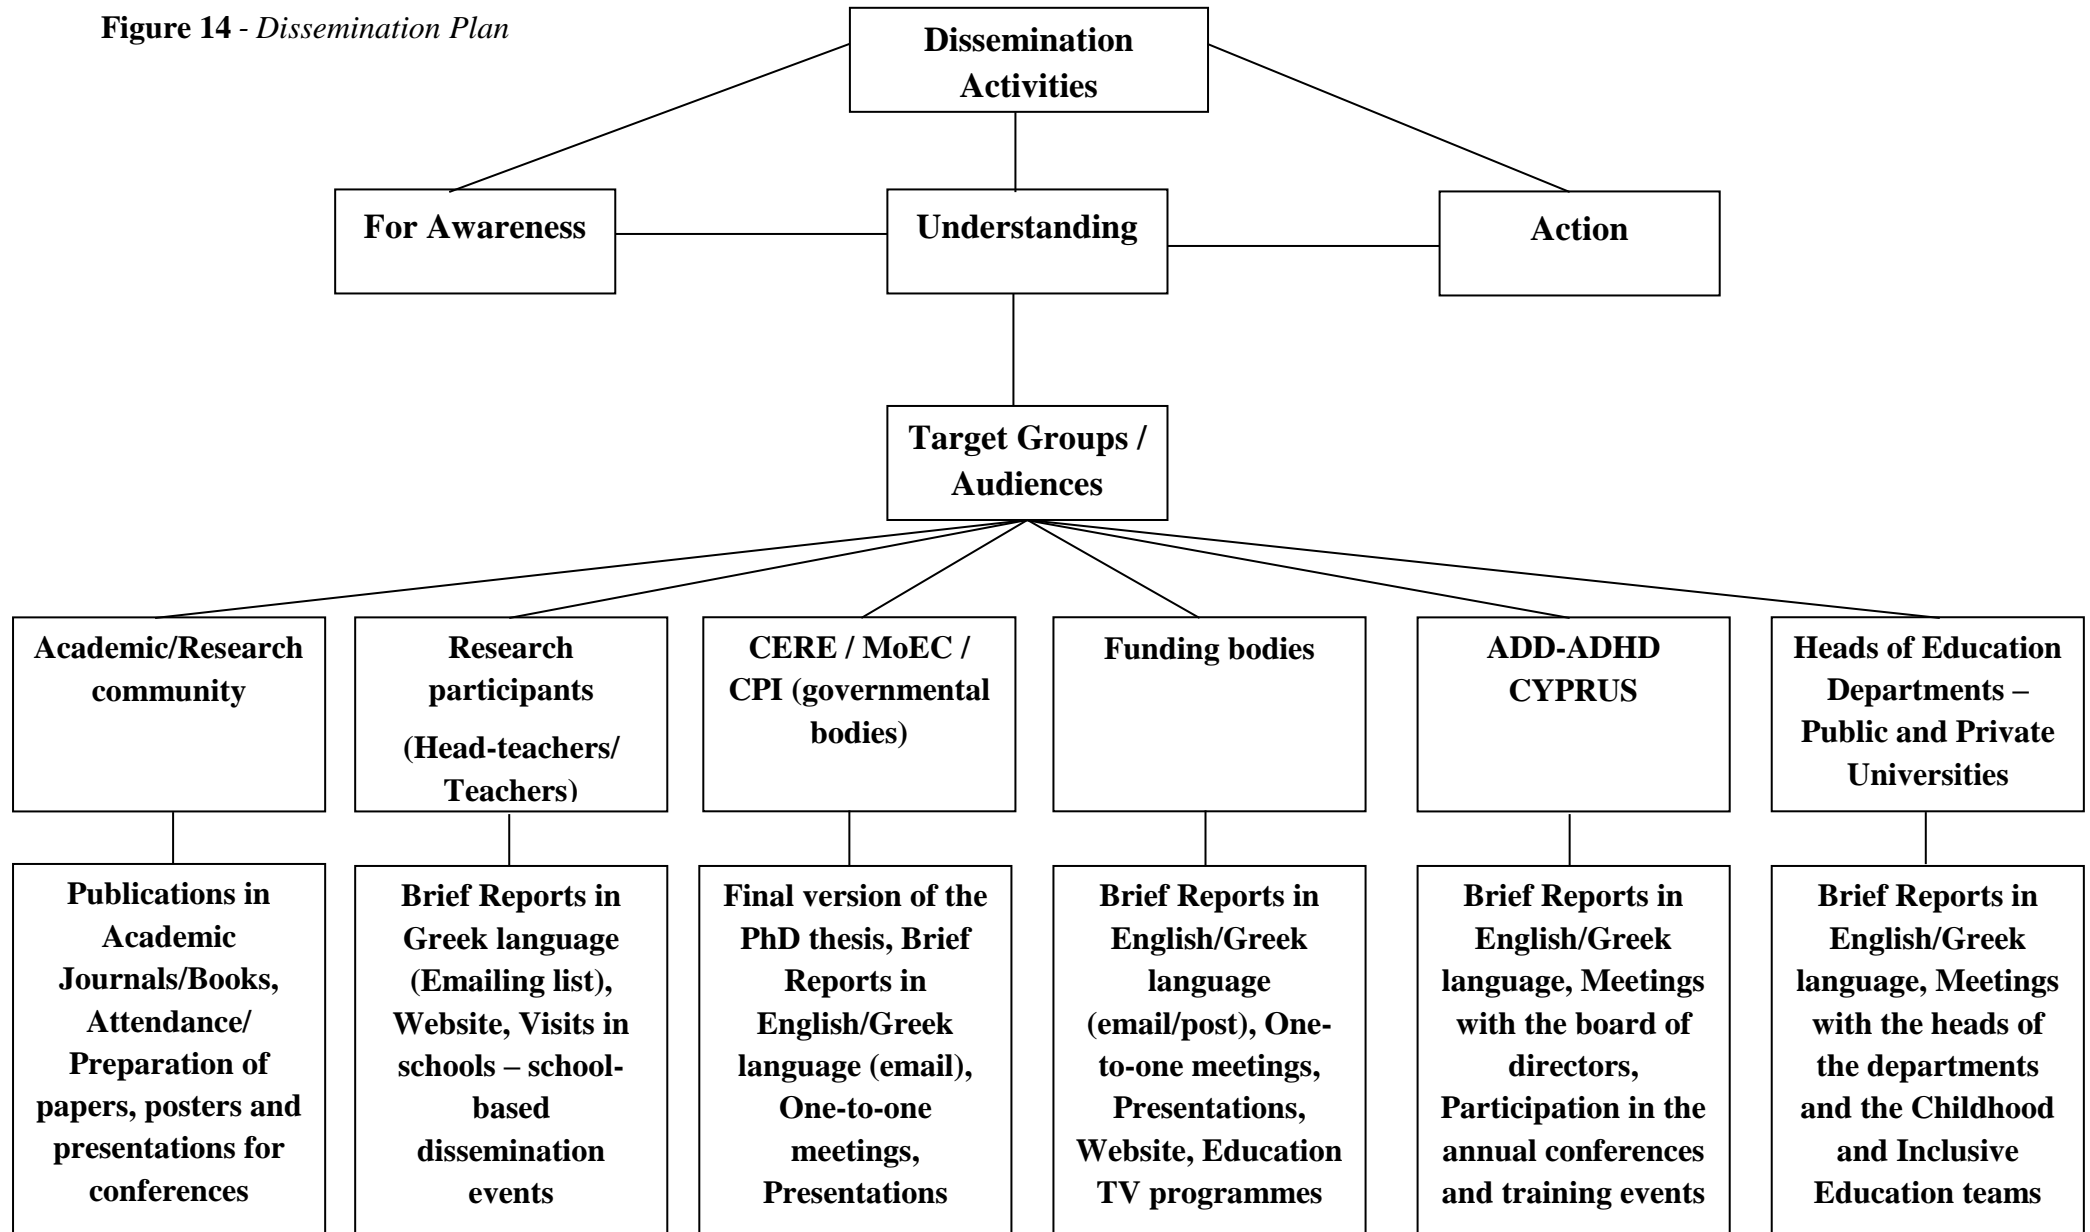 Figure 14 - Dissemination Plan
Dissemination
Activities
For Awareness
Understanding
Action
Target Groups /
Audiences
Academic/Research
community
Research
participants
(Head-teachers/
Teachers)
CERE / MoEC /
CPI (governmental
bodies)
Funding bodies
ADD-ADHD
CYPRUS
Heads of Education
Departments –
Public and Private
Universities
Publications in
Academic
Journals/Books,
Attendance/
Preparation of
papers, posters and
presentations for
conferences
Brief Reports in
Greek language
(Emailing list),
Website, Visits in
schools – school-
based
dissemination
events
Final version of the
PhD thesis, Brief
Reports in
English/Greek
language (email),
One-to-one
meetings,
Presentations
Brief Reports in
English/Greek
language
(email/post), One-
to-one meetings,
Presentations,
Website, Education
TV programmes
Brief Reports in
English/Greek
language, Meetings
with the board of
directors,
Participation in the
annual conferences
and training events
Brief Reports in
English/Greek
language, Meetings
with the heads of
the departments
and the Childhood
and Inclusive
Education teams